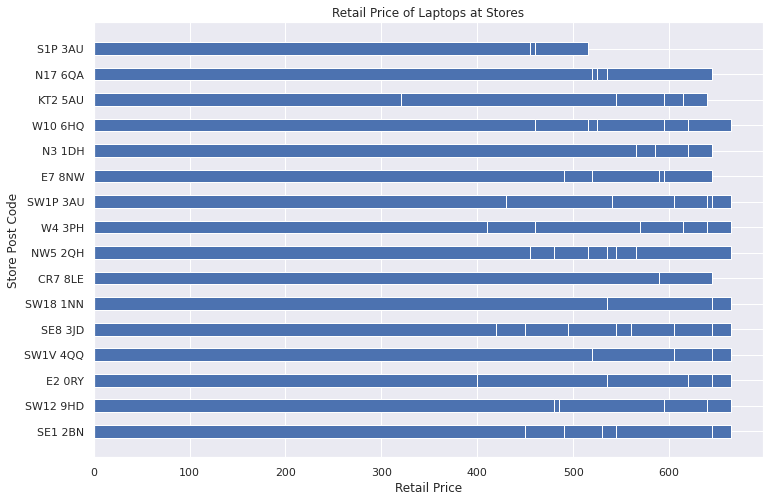 Retail Price of Laptops at Stores
S1P 3AU
N17 6QA
KT2 5AU
W10 6HQ
N3 1DH
E7 8NW
SW1P 3AU
W4 3PH
NW5 2QH
CR7 8LE
SW18 1NN
SE8 3JD
SW1V 4QQ
E2 0RY
SW12 9HD
SE1 2BN
Store Post Code
0 100 200 300 400 500 600
Retail Price